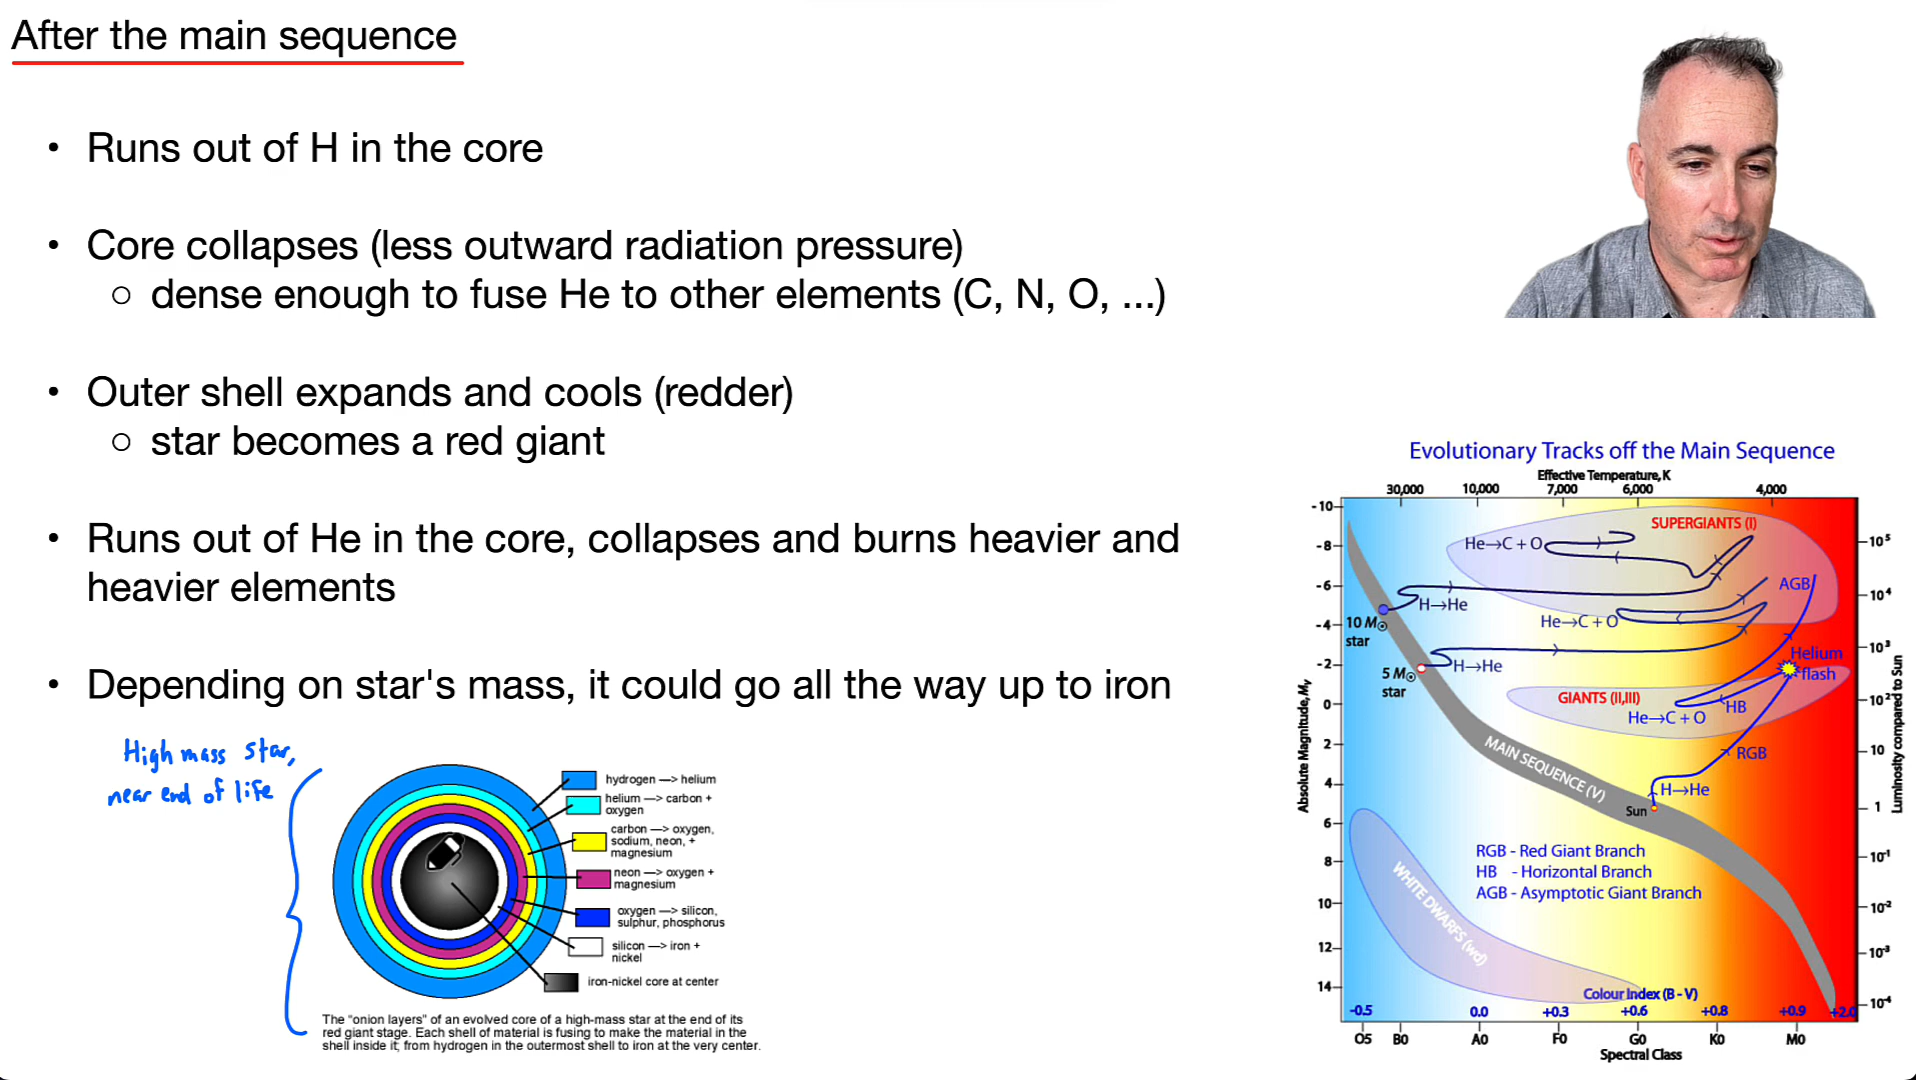 After the main sequence
• Runs out of H in the core
• Core collapses (less outward radiation pressure)
○ dense enough to fuse He to other elements (C, N, O, ...)
• Outer shell expands and cools (redder)
○ star becomes a red giant
• Runs out of He in the core, collapses and burns heavier and
heavier elements
• Depending on star's mass, it could go all the way up to iron
High mass star,
near end of life
hydrogen —> helium
helium —> carbon +
oxygen
carbon —> oxygen,
sodium, neon, +
magnesium
neon —> oxygen +
magnesium
oxygen —> silicon,
sulphur, phosphorus
silicon —> iron +
nickel
iron-nickel core at center
The "onion layers" of an evolved core of a high-mass star at the end of its
red giant stage. Each shell of material is fusing to make the material in the
shell inside it; from hydrogen in the outermost shell to iron at the very center.
Evolutionary Tracks off the Main Sequence
Effective Temperature, K
30,000 10,000 7,000 6,000 4,000
-10
-8
-6
-4
-2
0
2
4
6
8
10
12
14
Absolute Magnitude, Mv
SUPERGIANTS (I)
He→C + O
AGB
H→He
10 M☉
star
He→C + O
Helium
flash
H→He
5 M☉
star
GIANTS (II,III)
HB
He→C + O
RGB
MAIN SEQUENCE (V)
H→He
Sun
RGB - Red Giant Branch
HB - Horizontal Branch
AGB - Asymptotic Giant Branch
WHITE DWARFS (wd)
10⁵
10⁴
10³
10²
10
1
10⁻¹
10⁻²
10⁻³
10⁻⁴
Luminosity compared to Sun
Colour Index (B - V)
-0.5 0.0 +0.3 +0.6 +0.8 +0.9 +2.0
O5 B0 A0 F0 G0 K0 M0
Spectral Class